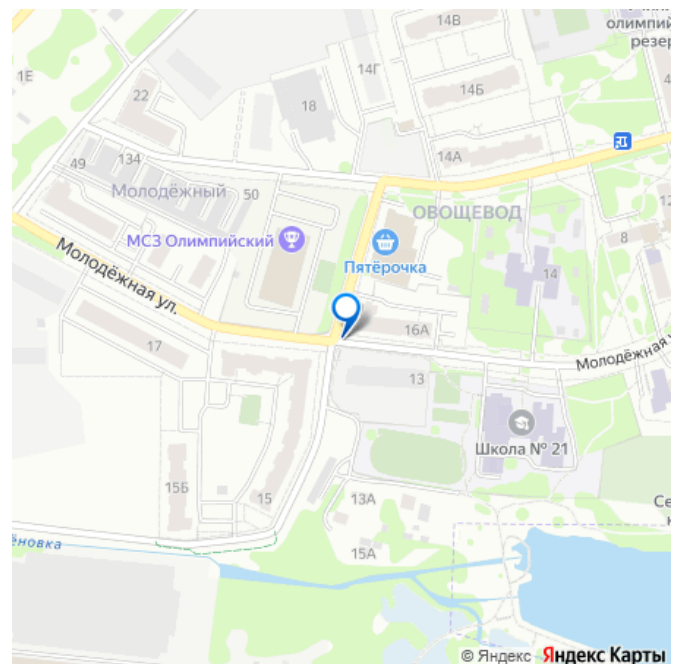 14В
олимпий
резер
1Е
14Г
14Б
22
18
14А
49
134
Молодёжный
50
ОВОЩЕВОД
МСЗ Олимпийский
8
12
Пятёрочка
14
Молодёжная ул.
16А
17
Молодёжная у
13
Школа № 21
15Б
15
13А
Се
ёновка
15А
© Яндекс Яндекс Карты